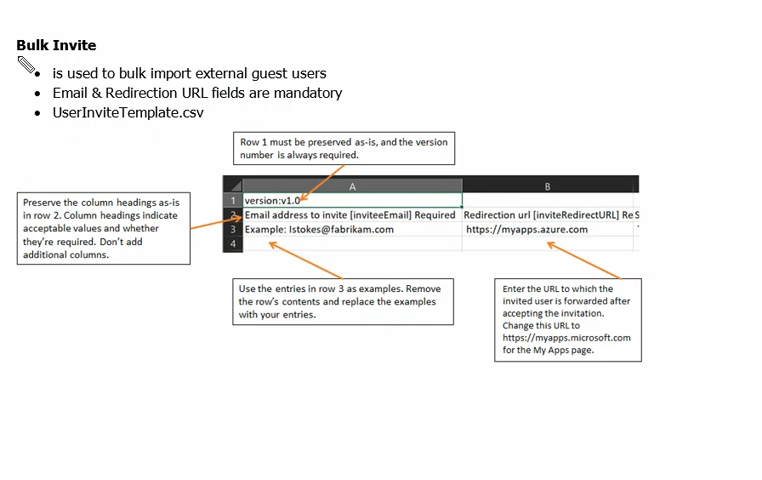 Bulk Invite
• is used to bulk import external guest users
• Email & Redirection URL fields are mandatory
• UserInviteTemplate.csv
Row 1 must be preserved as-is, and the version
number is always required.
Preserve the column headings as-is
in row 2. Column headings indicate
acceptable values and whether
they're required. Don't add
additional columns.
A B
1 version:v1.0
2 Email address to invite [inviteeEmail] Required Redirection url [inviteRedirectURL] Re S
3 Example: lstokes@fabrikam.com https://myapps.azure.com
4
Use the entries in row 3 as examples. Remove
the row's contents and replace the examples
with your entries.
Enter the URL to which the
invited user is forwarded after
accepting the invitation.
Change this URL to
https://myapps.microsoft.com
for the My Apps page.